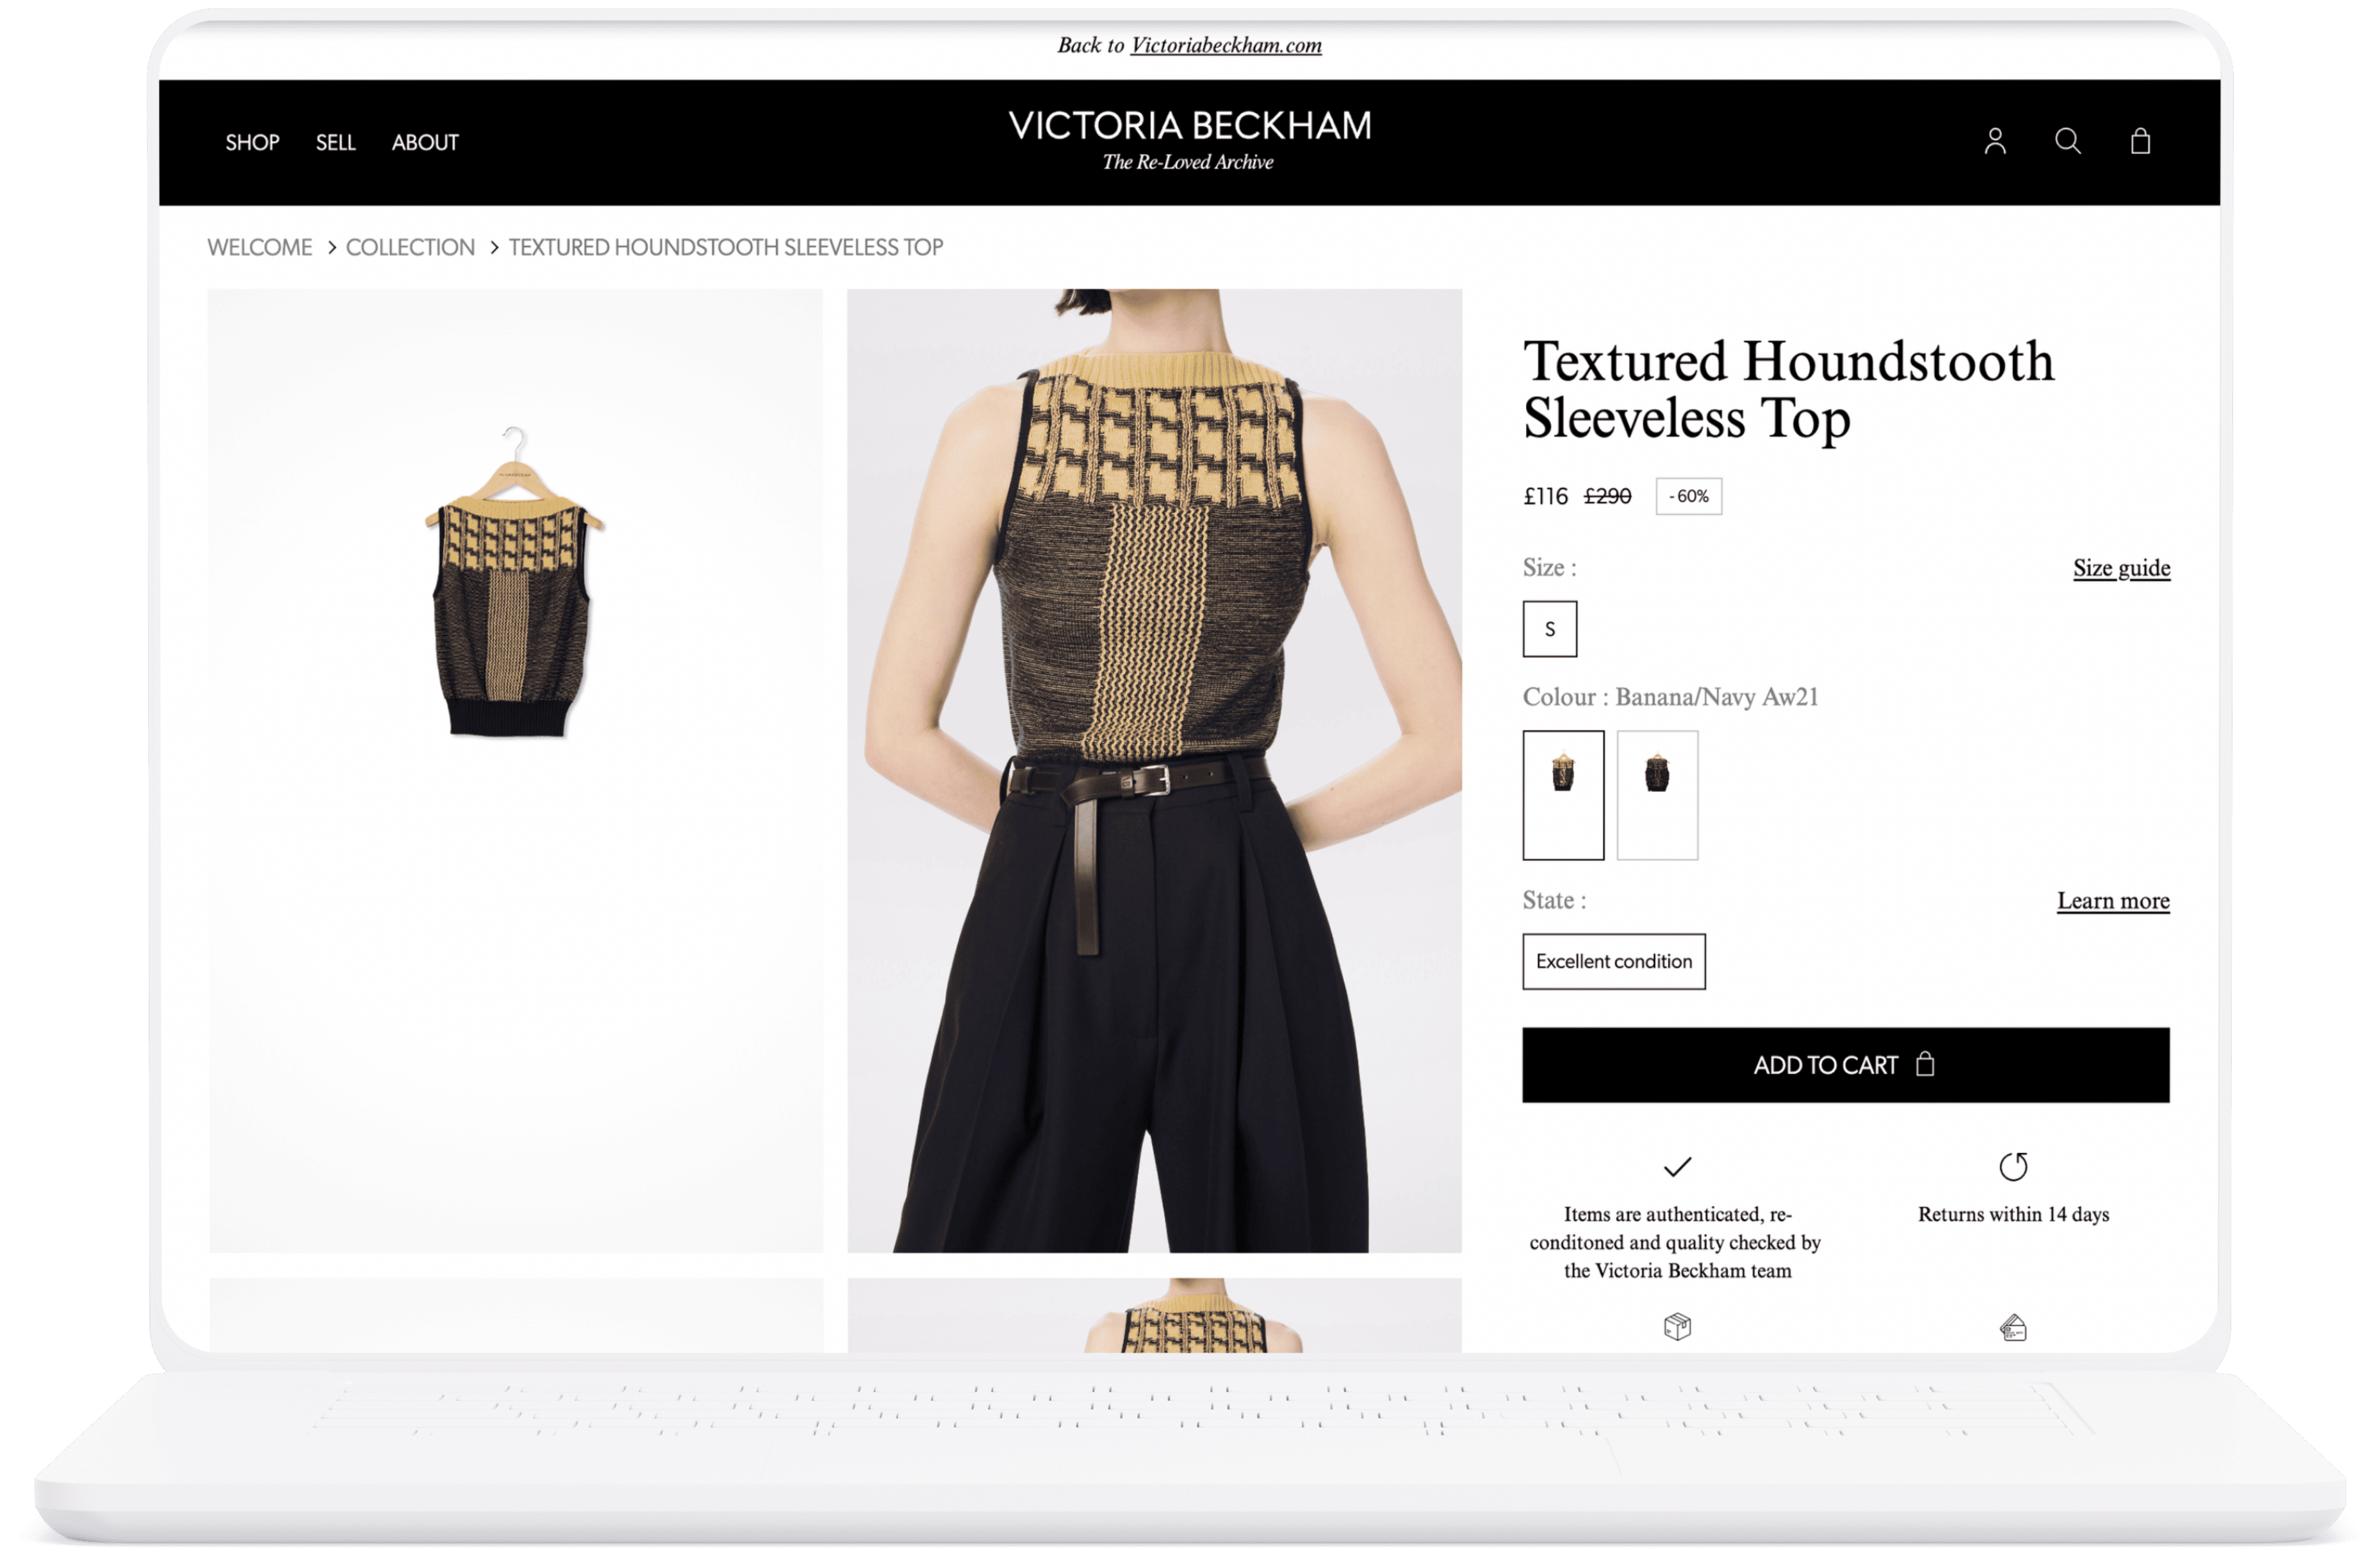 Back to Victoriabeckham.com
SHOP SELL ABOUT
VICTORIA BECKHAM
The Re-Loved Archive
WELCOME > COLLECTION > TEXTURED HOUNDSTOOTH SLEEVELESS TOP
Textured Houndstooth
Sleeveless Top
£116 £290 -60%
Size : Size guide
S
Colour : Banana/Navy Aw21
State : Learn more
Excellent condition
ADD TO CART
Items are authenticated, re-
conditoned and quality checked by
the Victoria Beckham team
Returns within 14 days